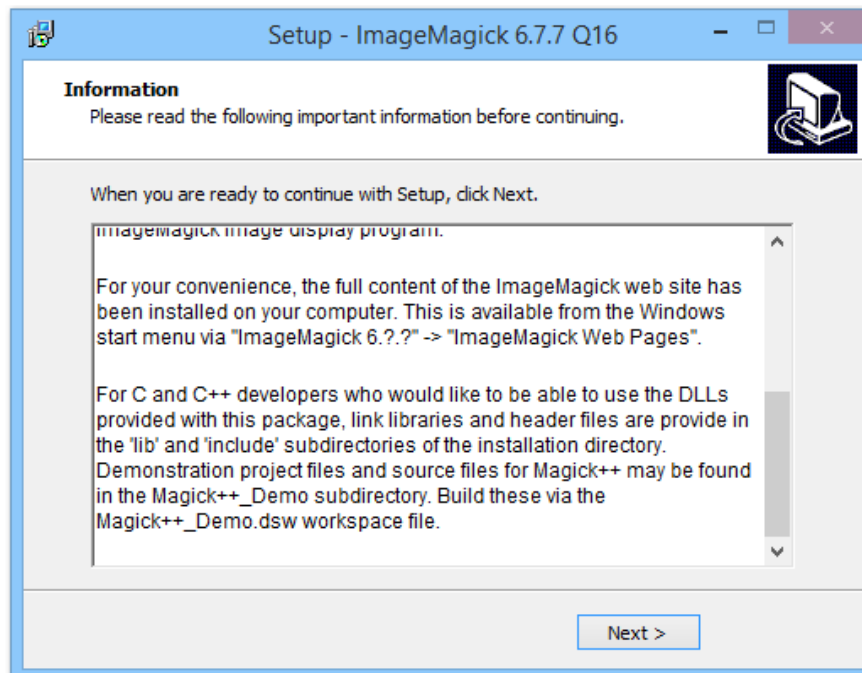 Setup - ImageMagick 6.7.7 Q16
Information
Please read the following important information before continuing.
When you are ready to continue with Setup, click Next.
ImageMagick image display program.
For your convenience, the full content of the ImageMagick web site has
been installed on your computer. This is available from the Windows
start menu via "ImageMagick 6.?.?" -> "ImageMagick Web Pages".
For C and C++ developers who would like to be able to use the DLLs
provided with this package, link libraries and header files are provide in
the 'lib' and 'include' subdirectories of the installation directory.
Demonstration project files and source files for Magick++ may be found
in the Magick++_Demo subdirectory. Build these via the
Magick++_Demo.dsw workspace file.
Next >